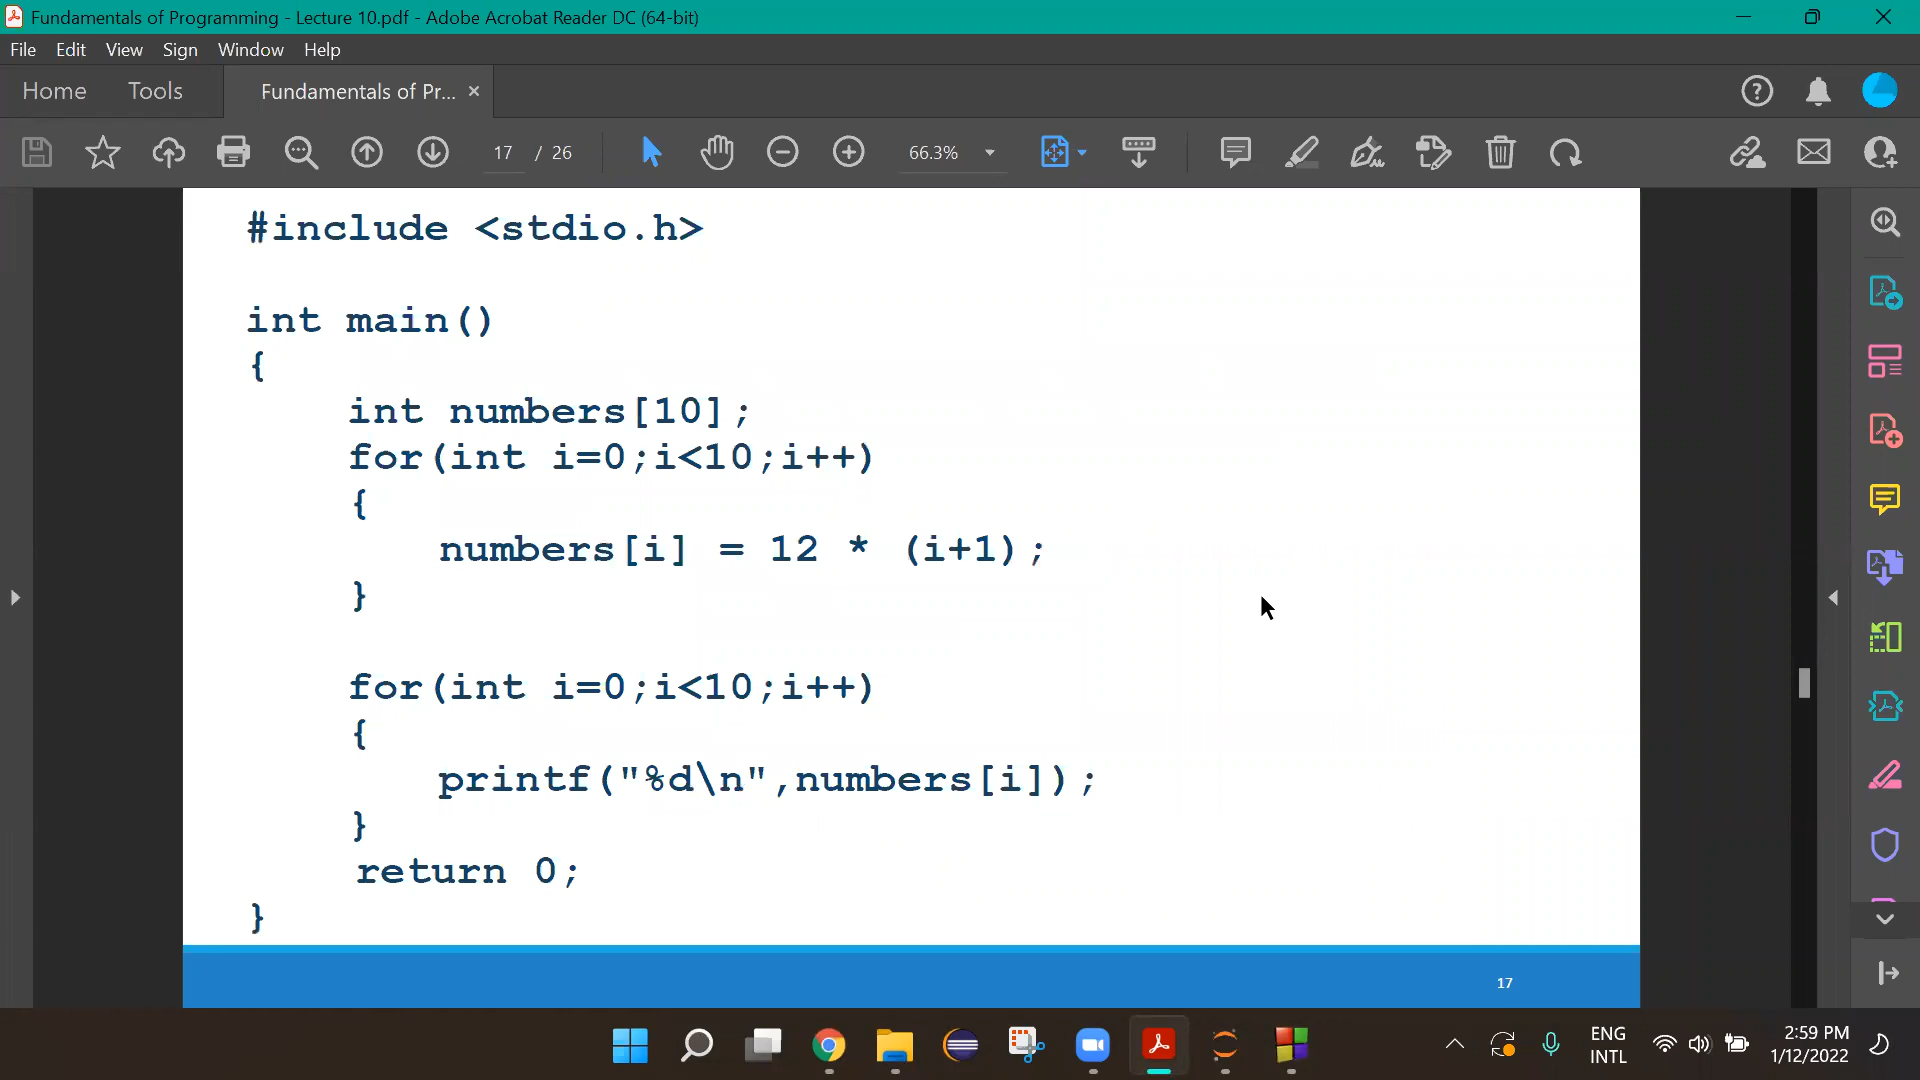 Fundamentals of Programming - Lecture 10.pdf - Adobe Acrobat Reader DC (64-bit)
File Edit View Sign Window Help
Home Tools Fundamentals of Pr... ×
17 / 26 66.3%
#include <stdio.h>
int main()
{
int numbers[10];
for(int i=0;i<10;i++)
{
numbers[i] = 12 * (i+1);
}
for(int i=0;i<10;i++)
{
printf("%d\n",numbers[i]);
}
return 0;
}
17
ENG 2:59 PM
INTL 1/12/2022